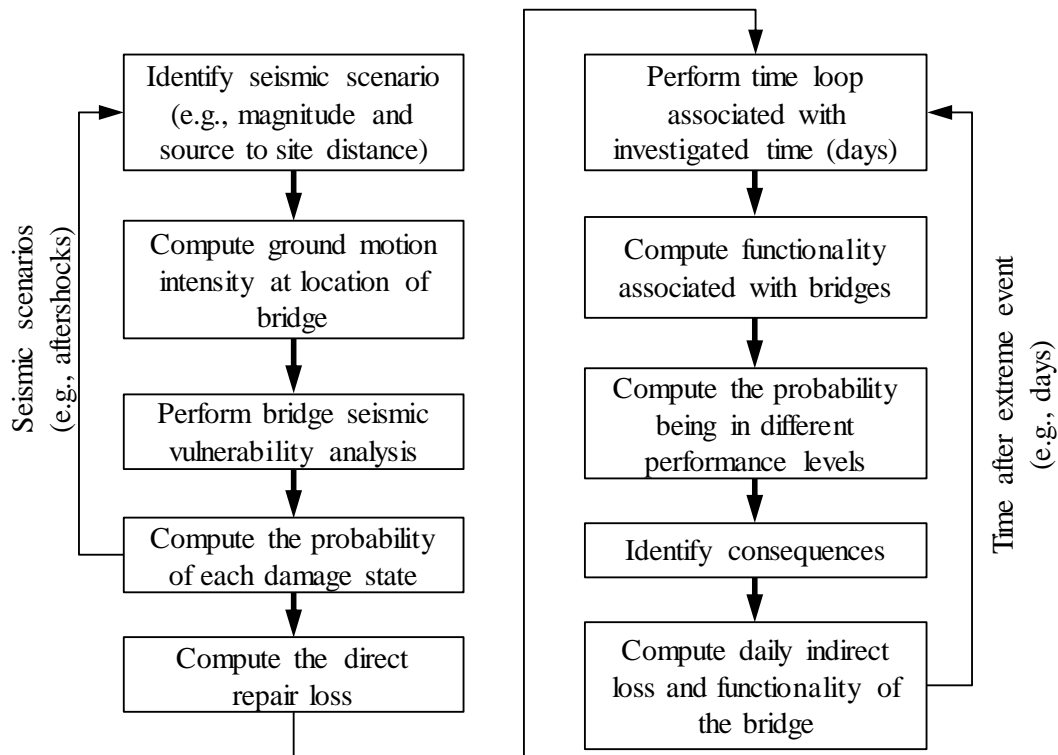 Identify seismic scenario
(e.g., magnitude and
source to site distance)
Compute ground motion
intensity at location of
bridge
Perform bridge seismic
vulnerability analysis
Compute the probability
of each damage state
Compute the direct
repair loss
Seismic scenarios
(e.g., aftershocks)
Perform time loop
associated with
investigated time (days)
Compute functionality
associated with bridges
Compute the probability
being in different
performance levels
Identify consequences
Compute daily indirect
loss and functionality of
the bridge
Time after extreme event
(e.g., days)